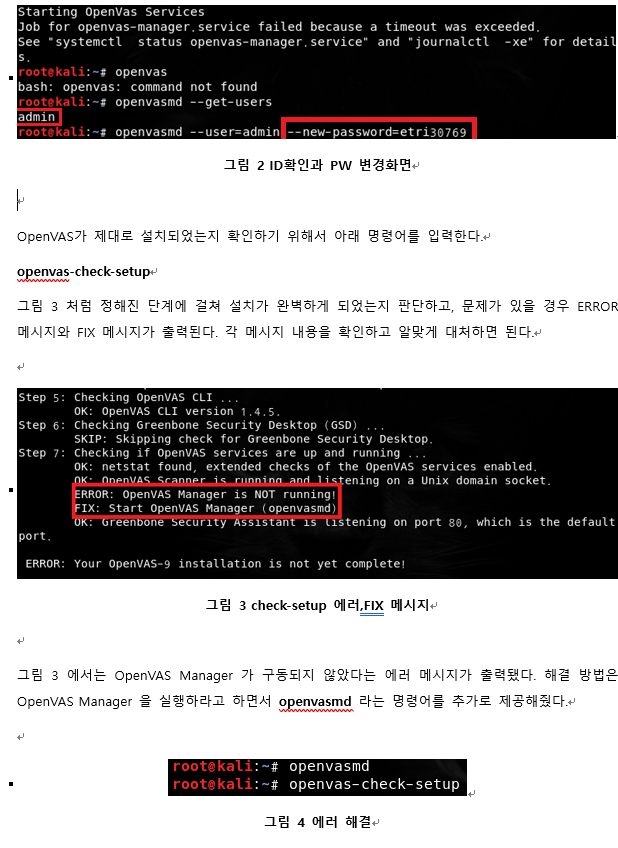 Starting OpenVas Services
Job for openvas-manager.service failed because a timeout was exceeded.
See "systemctl  status openvas-manager.service" and "journalctl  -xe" for detail
s.
root@kali:~# openvas
bash: openvas: command not found
root@kali:~# openvasmd --get-users
admin
root@kali:~# openvasmd --user=admin --new-password=etri30769
그림 2 ID확인과 PW 변경화면
OpenVAS가 제대로 설치되었는지 확인하기 위해서 아래 명령어를 입력한다.
openvas-check-setup
그림 3 처럼 정해진 단계에 걸쳐 설치가 완벽하게 되었는지 판단하고, 문제가 있을 경우 ERROR
메시지와 FIX 메시지가 출력된다. 각 메시지 내용을 확인하고 알맞게 대처하면 된다.
Step 5: Checking OpenVAS CLI ...
OK: OpenVAS CLI version 1.4.5.
Step 6: Checking Greenbone Security Desktop (GSD) ...
SKIP: Skipping check for Greenbone Security Desktop.
Step 7: Checking if OpenVAS services are up and running ...
OK: netstat found, extended checks of the OpenVAS services enabled.
OK: OpenVAS Scanner is running and listening on a Unix domain socket.
ERROR: OpenVAS Manager is NOT running!
FIX: Start OpenVAS Manager (openvasmd)
OK: Greenbone Security Assistant is listening on port 80, which is the default
port.
ERROR: Your OpenVAS-9 installation is not yet complete!
그림 3 check-setup 에러,FIX 메시지
그림 3 에서는 OpenVAS Manager 가 구동되지 않았다는 에러 메시지가 출력됐다. 해결 방법은
OpenVAS Manager 을 실행하라고 하면서 openvasmd 라는 명령어를 추가로 제공해줬다.
root@kali:~# openvasmd
root@kali:~# openvas-check-setup
그림 4 에러 해결